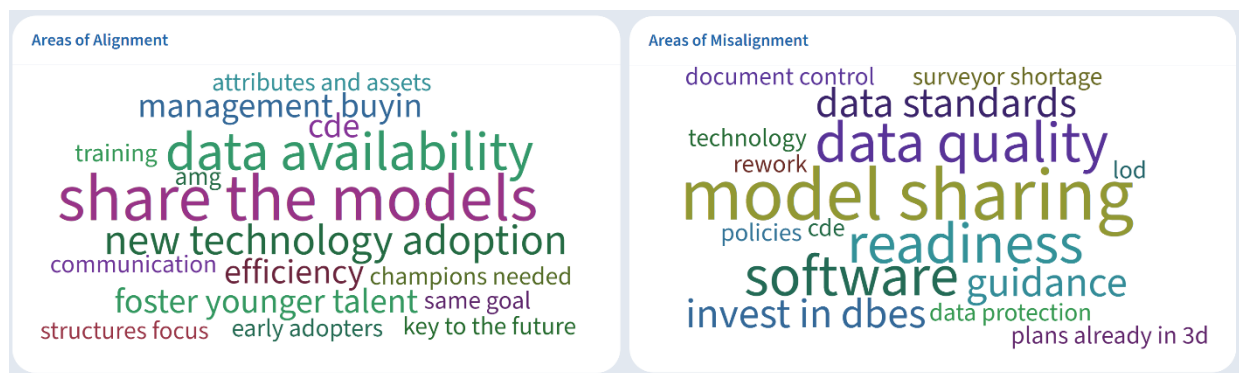 Areas of Alignment
attributes and assets
management buyin
cde
training data availability
amg
share the models
new technology adoption
communication efficiency champions needed
foster younger talent same goal
structures focus early adopters key to the future
Areas of Misalignment
document control surveyor shortage
data standards
technology data quality
rework lod
model sharing
policies cde readiness
software guidance
invest in dbes data protection
plans already in 3d